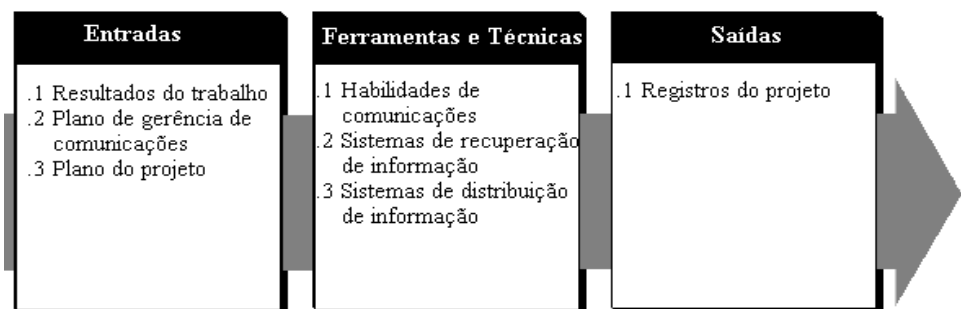 Entradas
.1 Resultados do trabalho
.2 Plano de gerência de
comunicações
.3 Plano do projeto
Ferramentas e Técnicas
.1 Habilidades de
comunicações
.2 Sistemas de recuperação
de informação
.3 Sistemas de distribuição
de informação
Saídas
.1 Registros do projeto